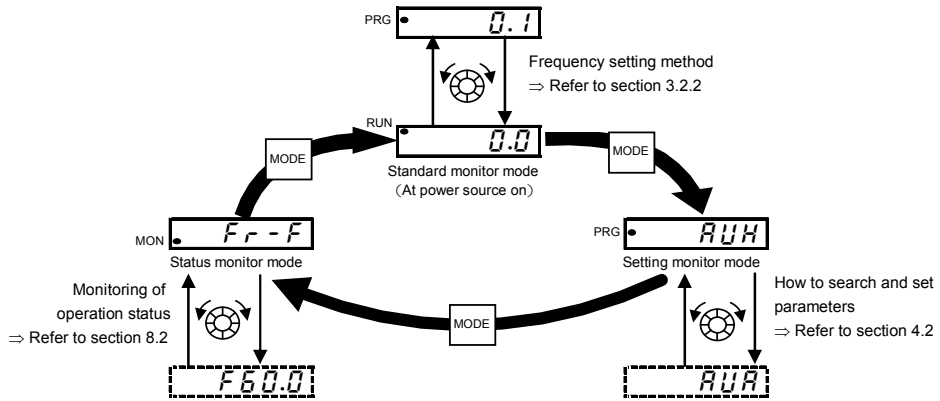 PRG
0.1
Frequency setting method
⇒ Refer to section 3.2.2
RUN
0.0
MODE
MODE
Standard monitor mode
(At power source on)
MON
Fr-F
Status monitor mode
PRG
AUH
Setting monitor mode
Monitoring of
operation status
⇒ Refer to section 8.2
MODE
How to search and set
parameters
⇒ Refer to section 4.2
F60.0
AUA